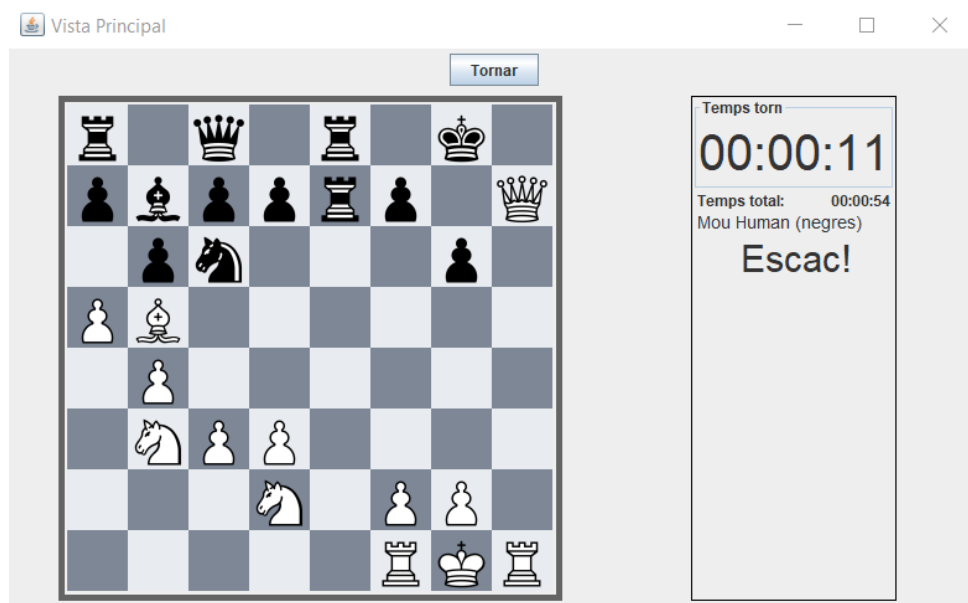 Vista Principal
Tornar
Temps torn
00:00:11
Temps total: 00:00:54
Mou Human (negres)
Escac!